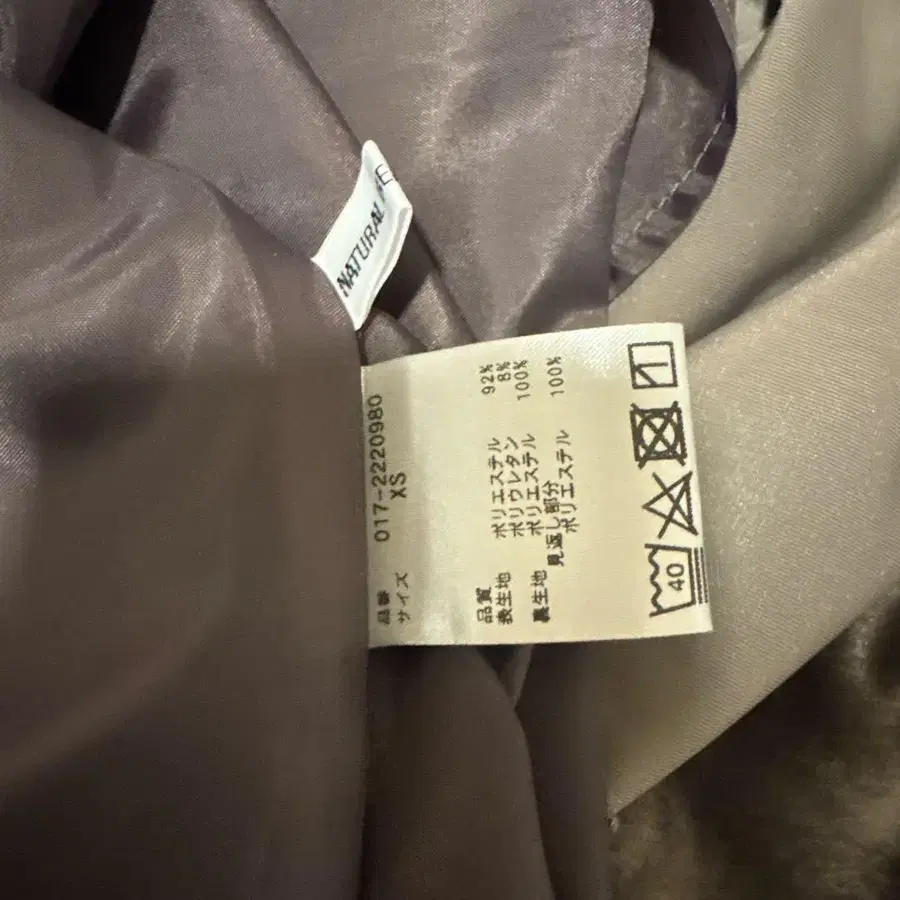 NATURAL
品番 017-2220980
サイズ XS
品質
表生地 ポリエステル 92%
ポリウレタン 8%
裏生地 ポリエステル 100%
見返し部分
ポリエステル 100%
40